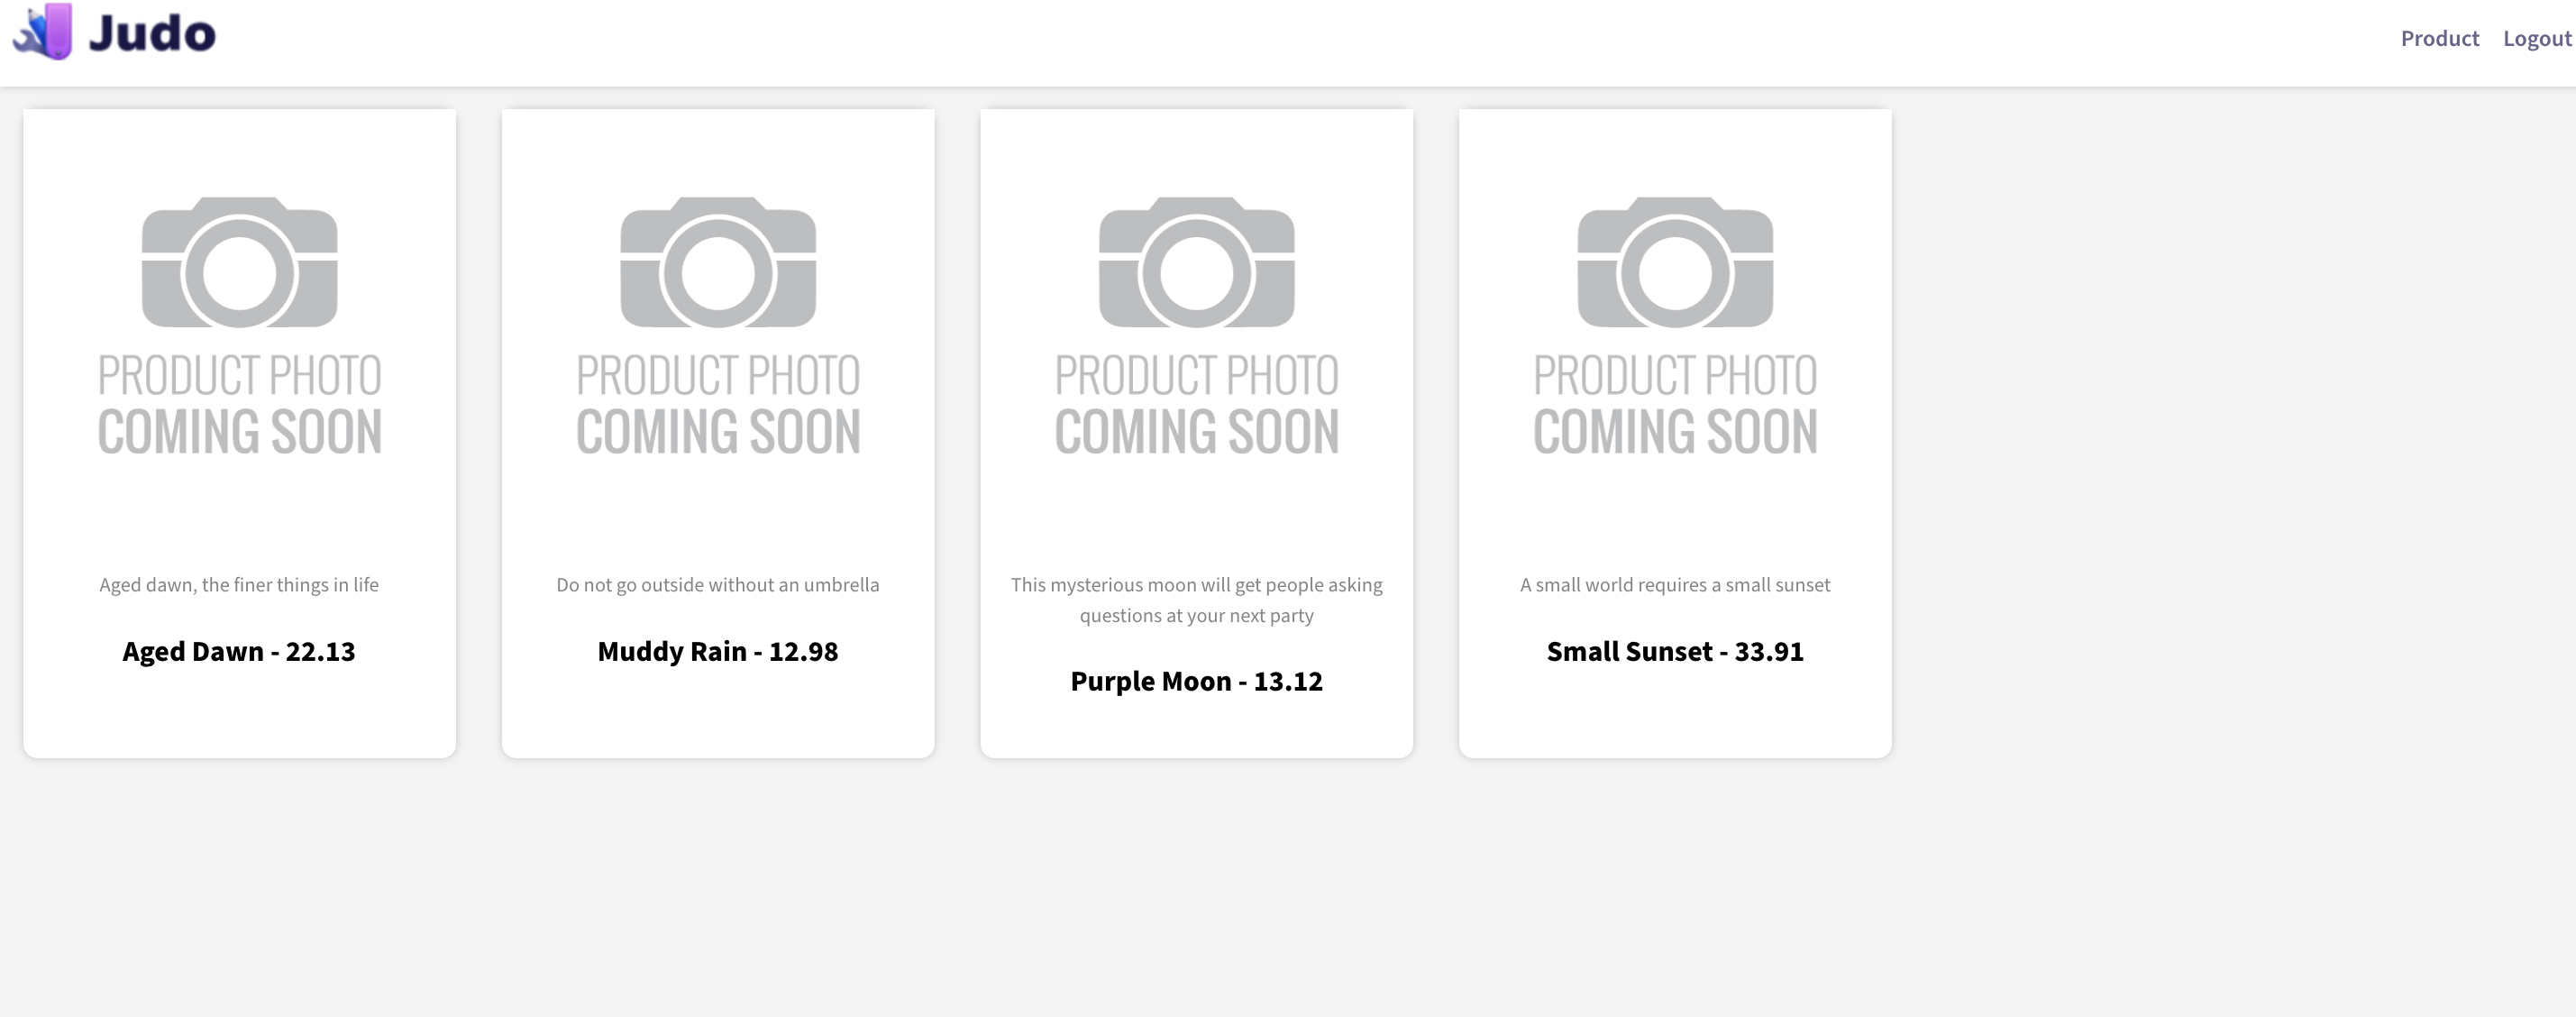 Judo
Product Logout
PRODUCT PHOTO
COMING SOON
Aged dawn, the finer things in life
Aged Dawn - 22.13
PRODUCT PHOTO
COMING SOON
Do not go outside without an umbrella
Muddy Rain - 12.98
PRODUCT PHOTO
COMING SOON
This mysterious moon will get people asking
questions at your next party
Purple Moon - 13.12
PRODUCT PHOTO
COMING SOON
A small world requires a small sunset
Small Sunset - 33.91